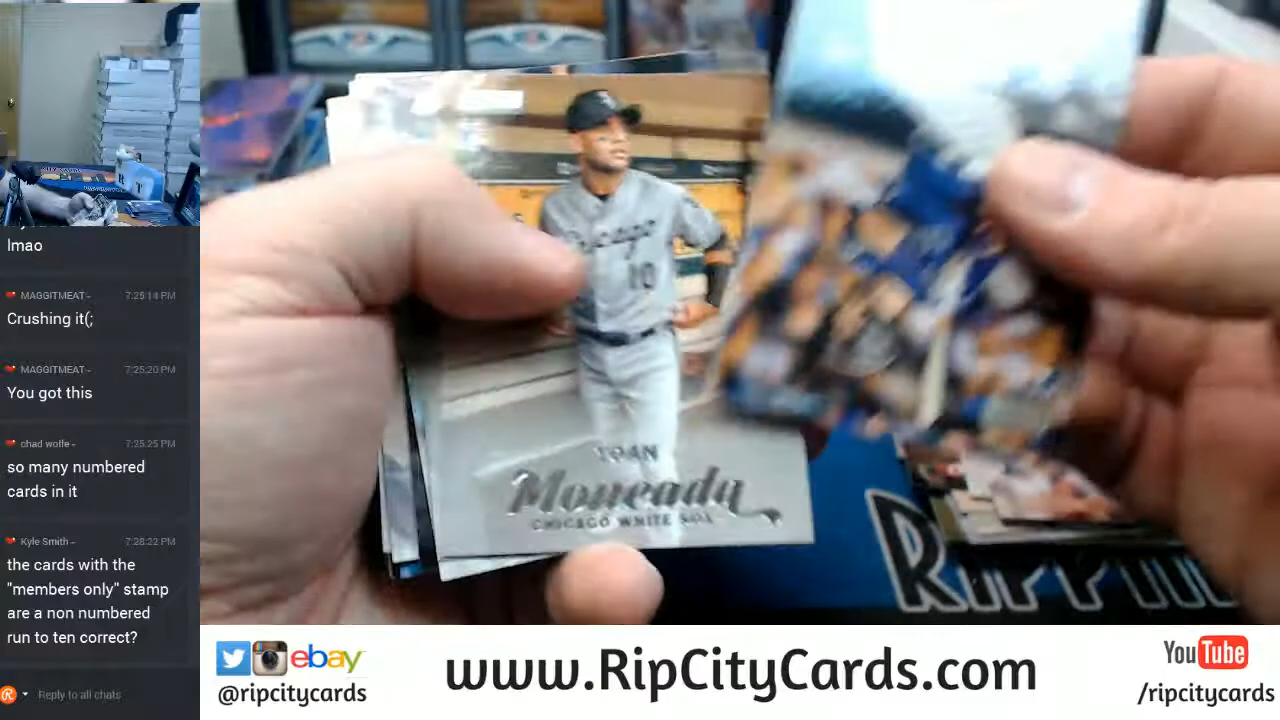 lmao
MAGGITMEAT- 7:25:14 PM
Crushing it(;
MAGGITMEAT- 7:25:20 PM
You got this
chad wolfe- 7:25:25 PM
so many numbered
cards in it
Kyle Smith- 7:28:22 PM
the cards with the
"members only" stamp
are a non numbered
run to ten correct?
Reply to all chats
Chicago
10
YOAN
Moncada
CHICAGO WHITE SOX
ebay
@ripcitycards
www.RipCityCards.com
YouTube
/ripcitycards